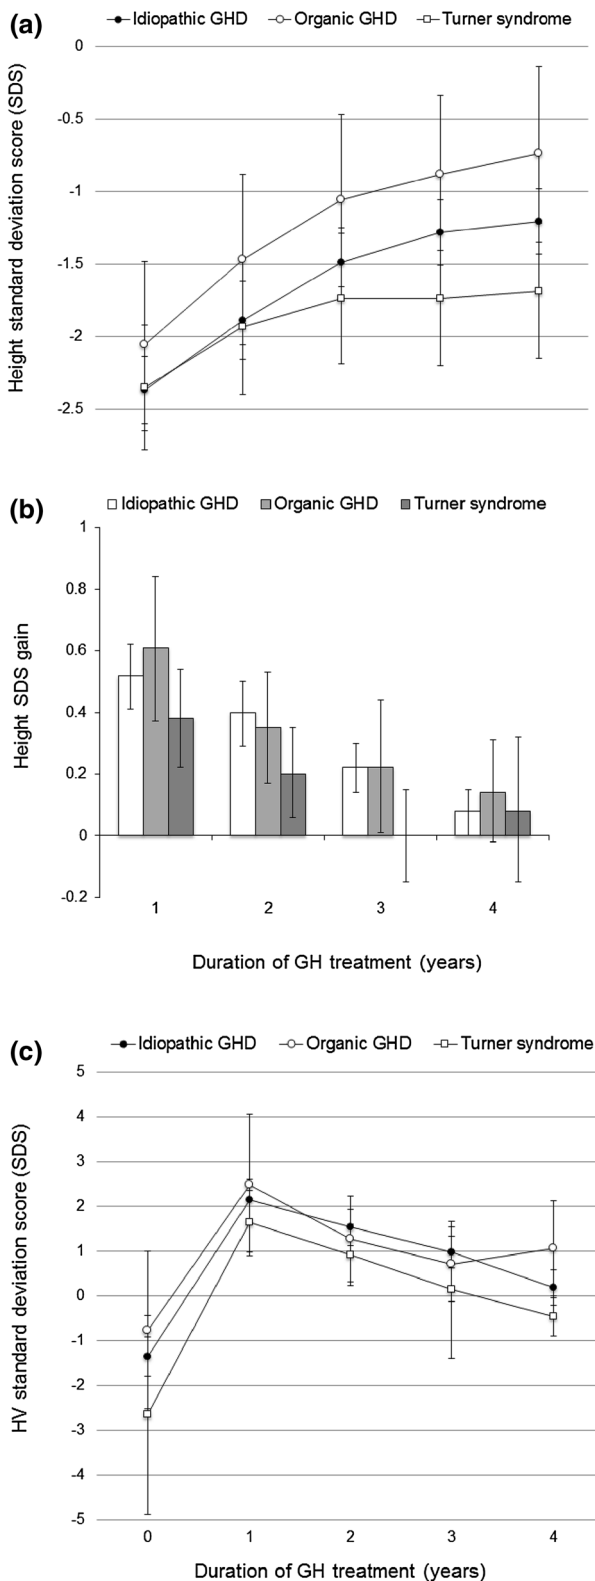 (a)
Idiopathic GHD Organic GHD Turner syndrome
Height standard deviation score (SDS)
0
-0.5
-1
-1.5
-2
-2.5
(b)
Idiopathic GHD Organic GHD Turner syndrome
Height SDS gain
1
0.8
0.6
0.4
0.2
0
-0.2
1 2 3 4
Duration of GH treatment (years)
(c)
Idiopathic GHD Organic GHD Turner syndrome
HV standard deviation score (SDS)
5
4
3
2
1
0
-1
-2
-3
-4
-5
0 1 2 3 4
Duration of GH treatment (years)